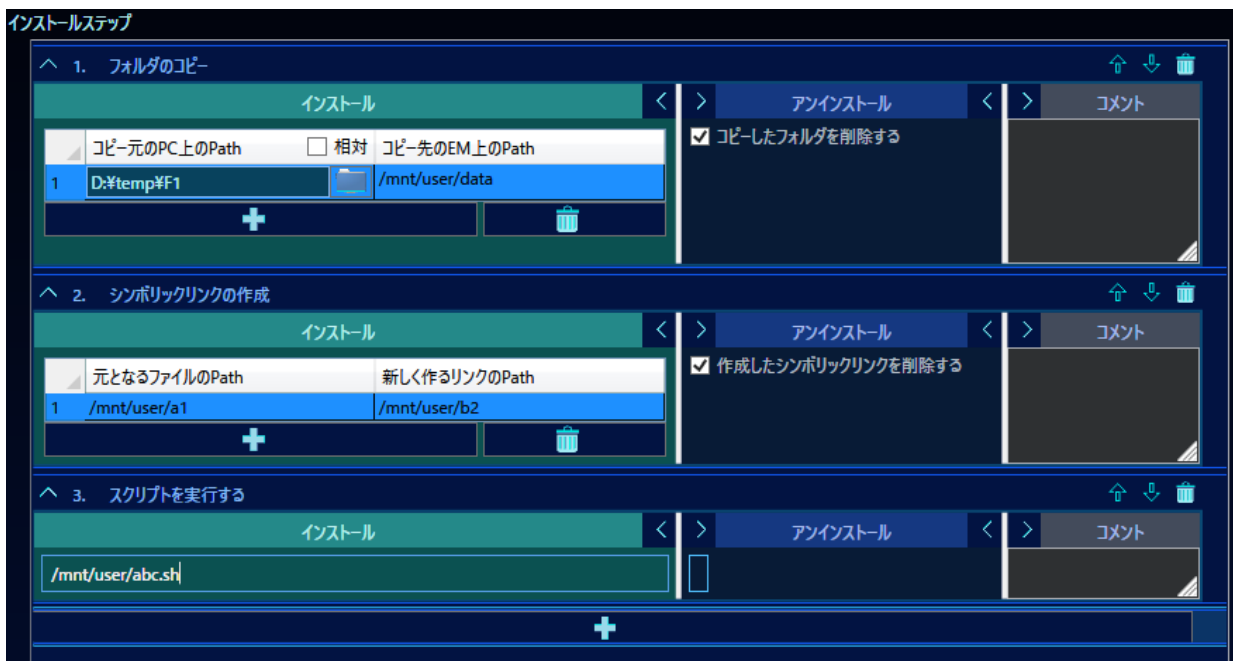 インストールステップ
1. フォルダのコピー
インストール アンインストール コメント
コピー元のPC上のPath 相対 コピー先のEM上のPath コピーしたフォルダを削除する
1 D:¥temp¥F1 /mnt/user/data
2. シンボリックリンクの作成
インストール アンインストール コメント
元となるファイルのPath 新しく作るリンクのPath 作成したシンボリックリンクを削除する
1 /mnt/user/a1 /mnt/user/b2
3. スクリプトを実行する
インストール アンインストール コメント
/mnt/user/abc.sh